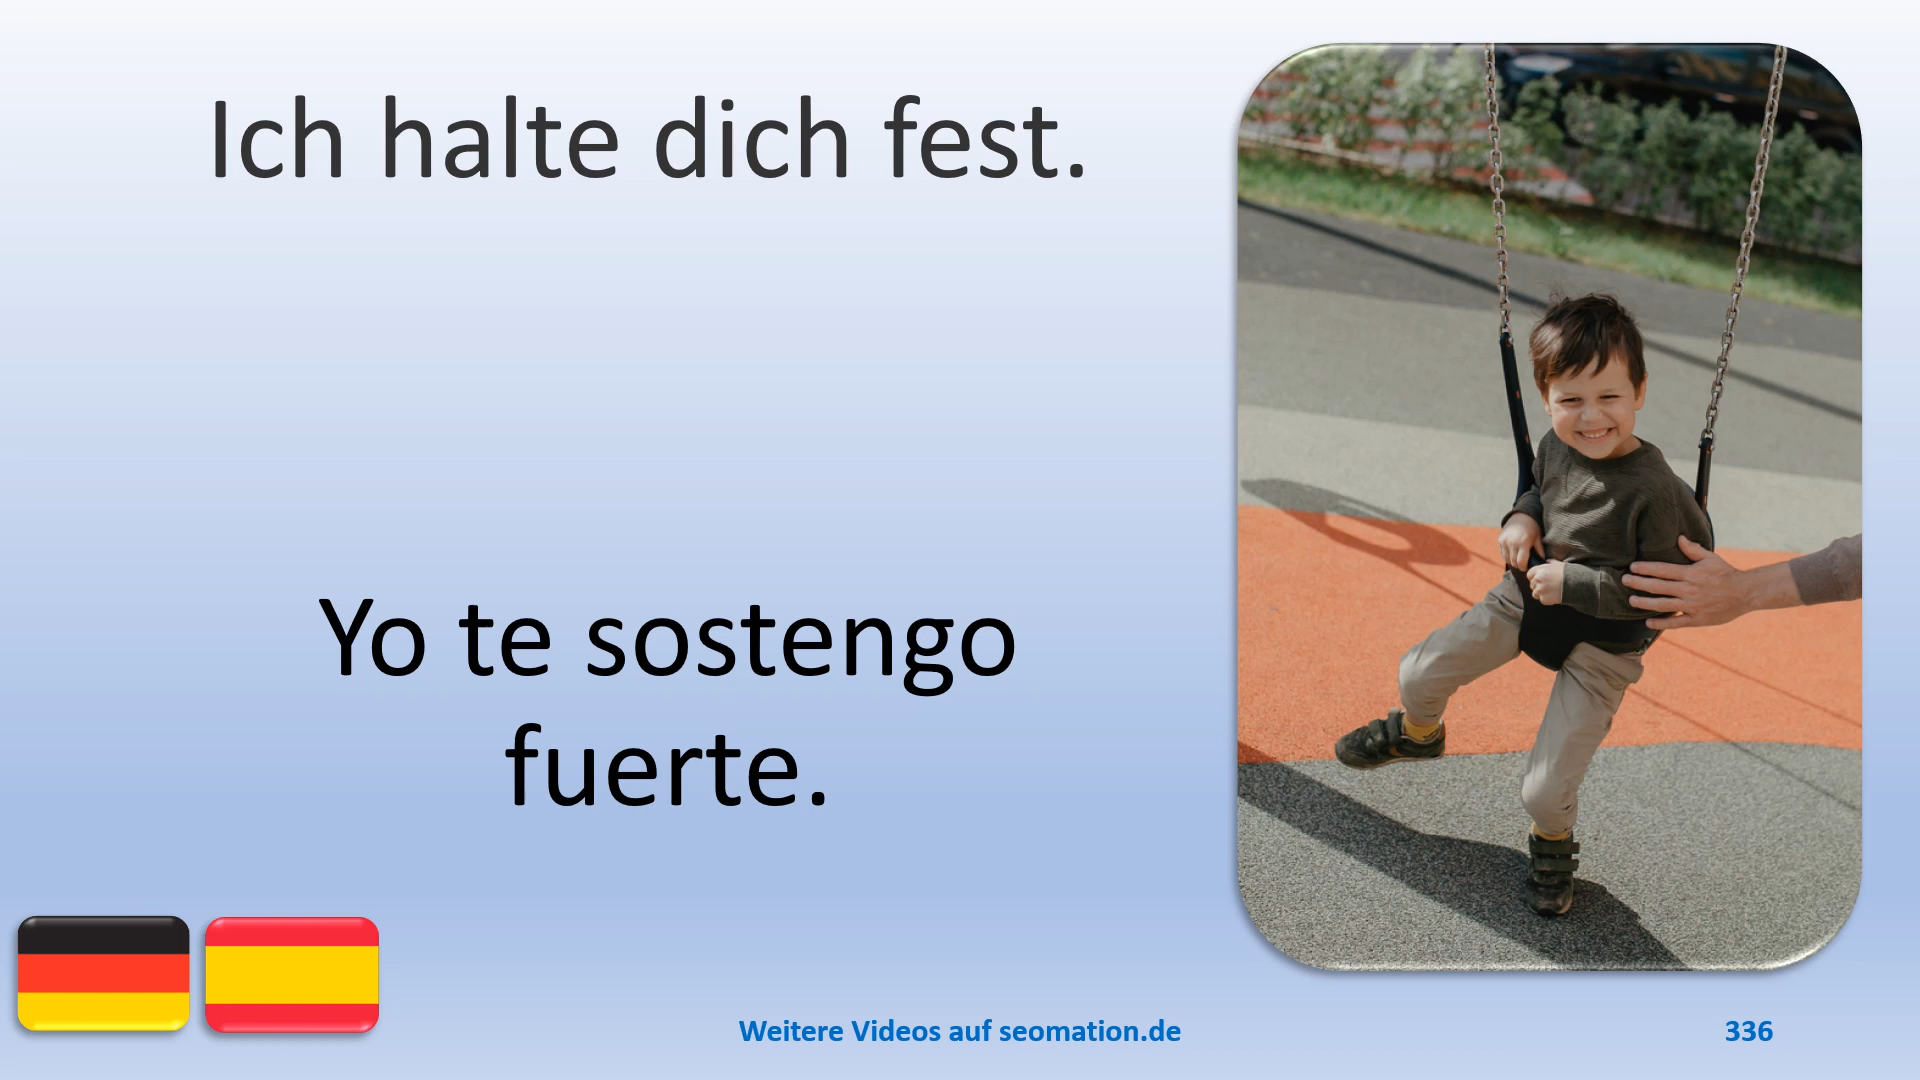 Ich halte dich fest.
Yo te sostengo
fuerte.
Weitere Videos auf seomation.de
336